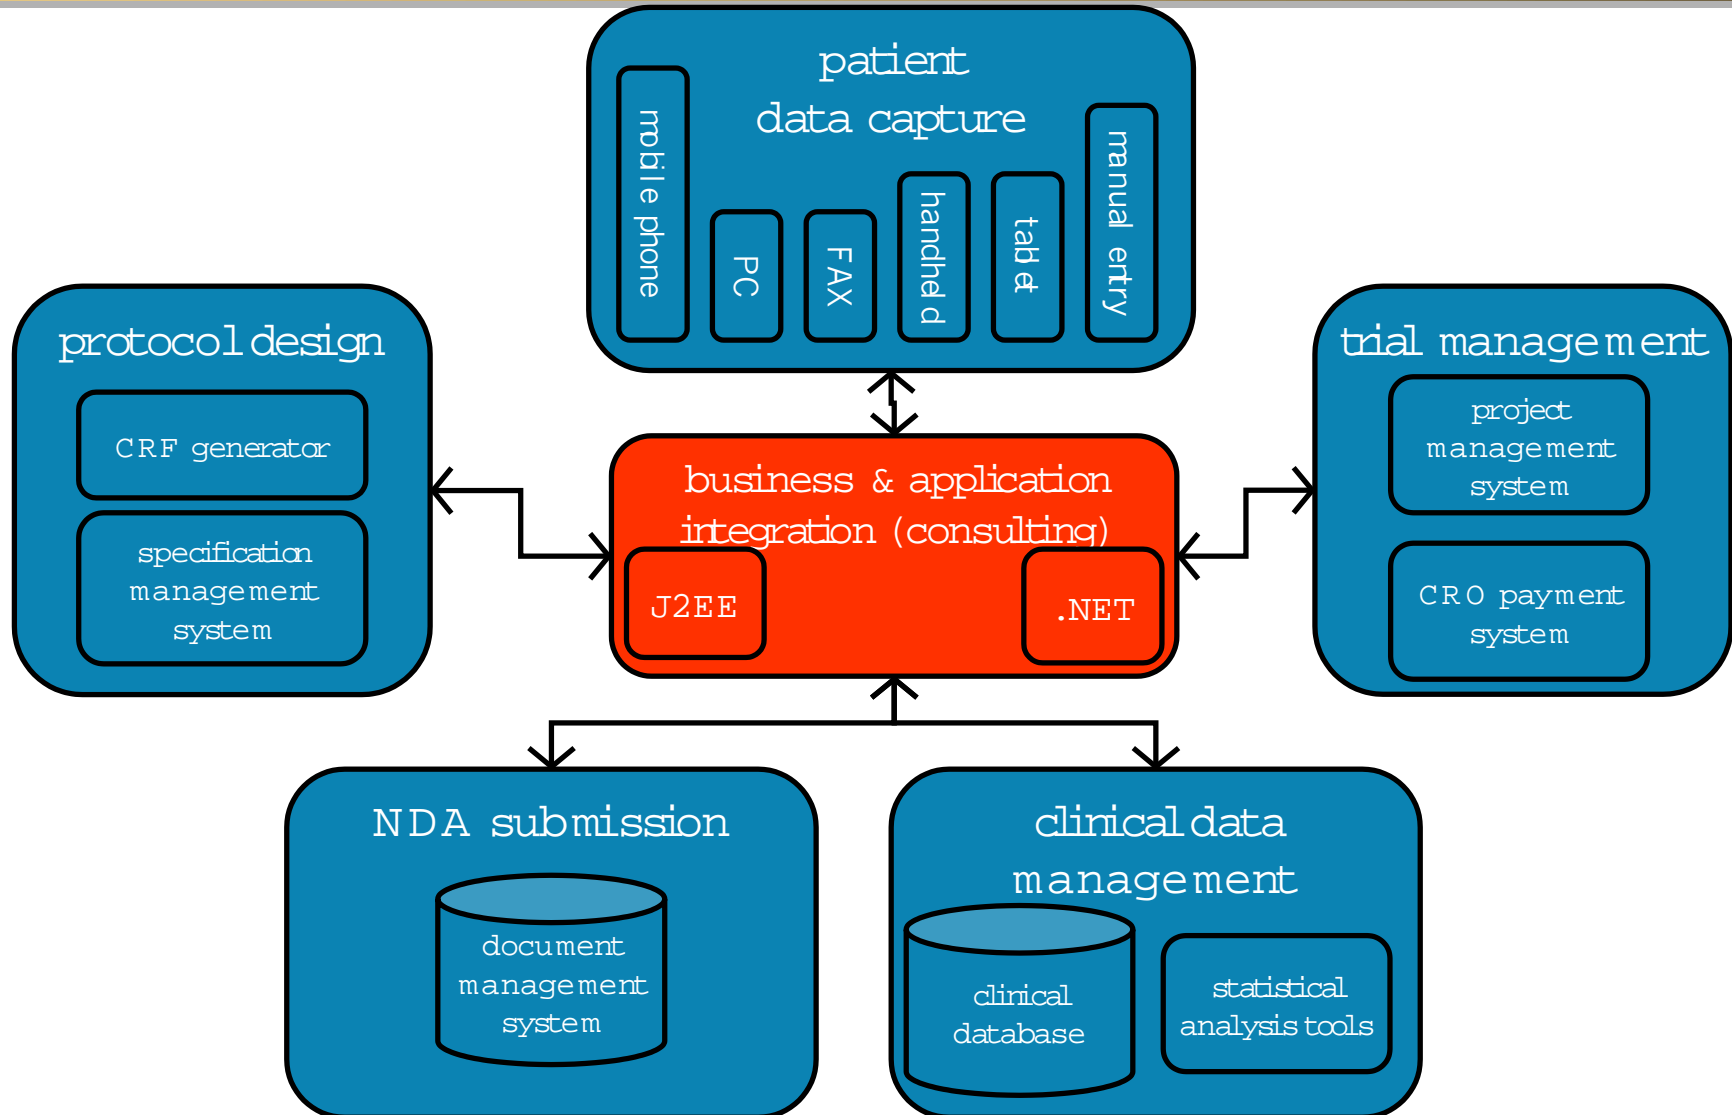 patient
data capture
mobile phone
PC
FAX
handheld
tablet
manual entry
protocol design
CRF generator
specification
management
system
trial management
project
management
system
CRO payment
system
business & application
integration (consulting)
J2EE
.NET
NDA submission
document
management
system
clinical data
management
clinical
database
statistical
analysis tools